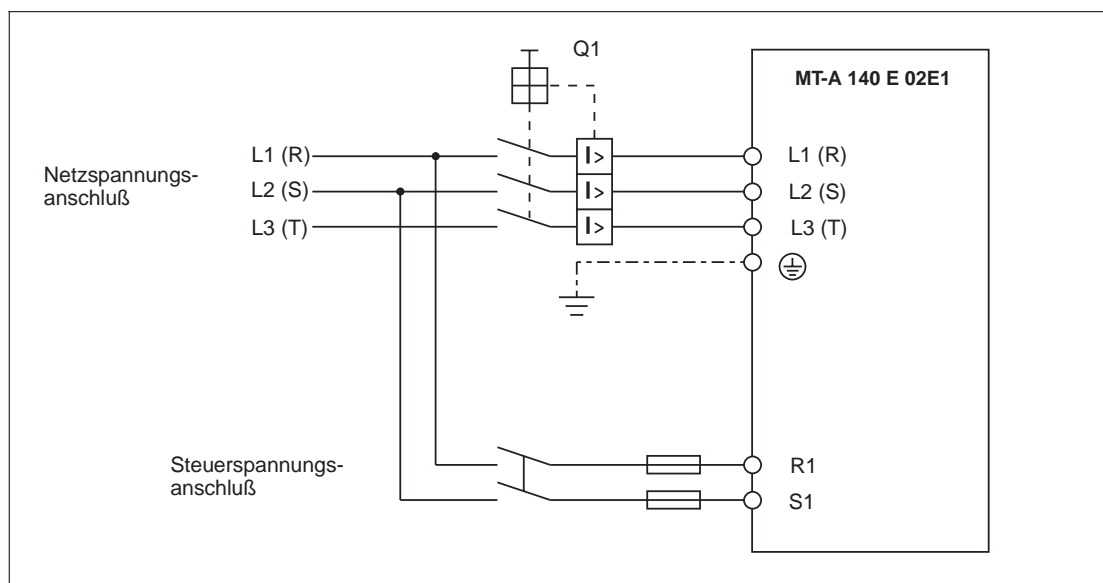 Q1
MT-A 140 E 02E1
Netzspannungs-
anschluß
L1 (R)
L2 (S)
L3 (T)
I>
I>
I>
L1 (R)
L2 (S)
L3 (T)
Steuerspannungs-
anschluß
R1
S1